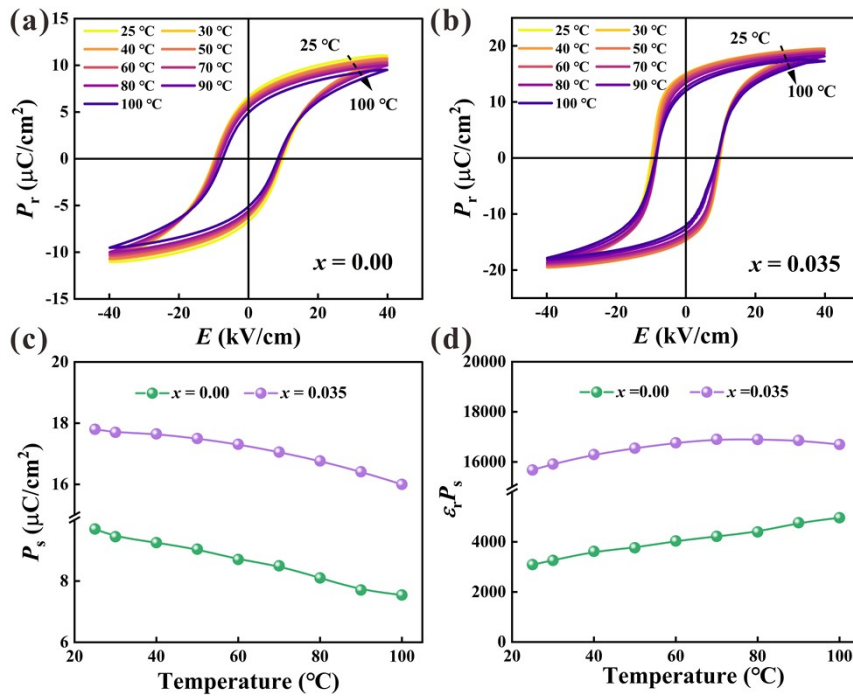 (a)
15
10
5
0
-5
-10
-15
Pr (μC/cm²)
25 ℃ 30 ℃
40 ℃ 50 ℃
60 ℃ 70 ℃
80 ℃ 90 ℃
100 ℃
25 ℃
100 ℃
x = 0.00
-40 -20 0 20 40
E (kV/cm)
(b)
20
10
0
-10
-20
Pr (μC/cm²)
25 ℃ 30 ℃
40 ℃ 50 ℃
60 ℃ 70 ℃
80 ℃ 90 ℃
100 ℃
25 ℃
100 ℃
x = 0.035
-40 -20 0 20 40
E (kV/cm)
(c)
20
18
16
8
6
Ps (μC/cm²)
x = 0.00 x = 0.035
20 40 60 80 100
Temperature (℃)
(d)
20000
18000
16000
4000
2000
0
εrPs
x =0.00 x =0.035
20 40 60 80 100
Temperature (℃)